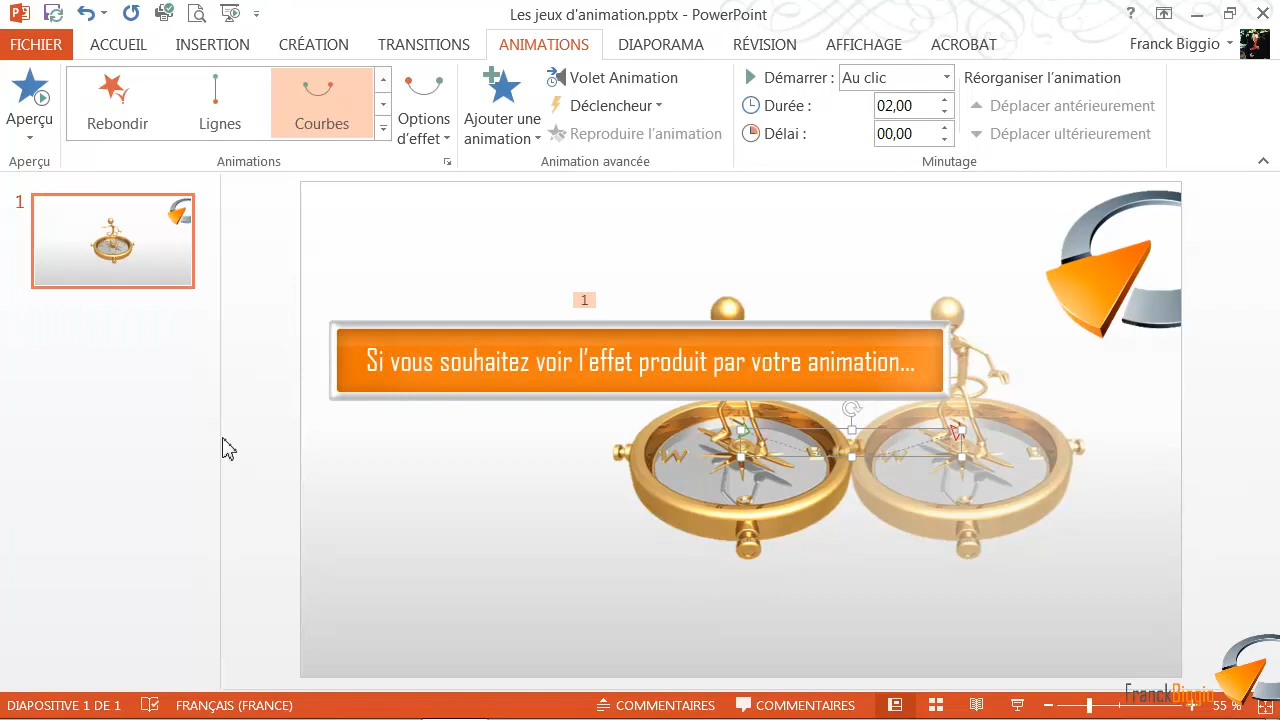 Les jeux d'animation.pptx - PowerPoint
?
FICHIER ACCUEIL INSERTION CRÉATION TRANSITIONS ANIMATIONS DIAPORAMA RÉVISION AFFICHAGE ACROBAT Franck Biggio
Aperçu
Rebondir
Lignes
Courbes
Options
d'effet
Ajouter une
animation
Volet Animation
Déclencheur
Reproduire l'animation
Démarrer : Au clic
Durée : 02,00
Délai : 00,00
Réorganiser l'animation
Déplacer antérieurement
Déplacer ultérieurement
Aperçu Animations Animation avancée Minutage
1
1
Si vous souhaitez voir l'effet produit par votre animation...
W
W
FranckBiggio
DIAPOSITIVE 1 DE 1 FRANÇAIS (FRANCE) COMMENTAIRES COMMENTAIRES 55 %